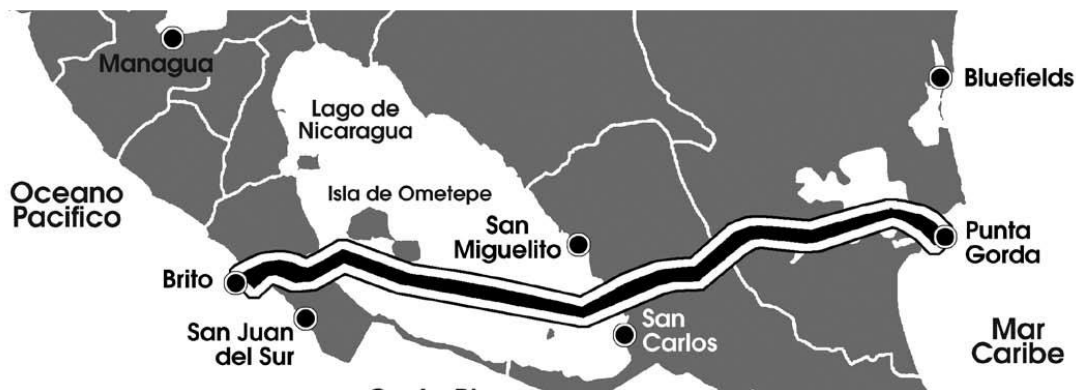 Managua
Bluefields
Lago de
Nicaragua
Isla de Ometepe
Oceano
Pacifico
San
Miguelito
Punta
Gorda
Brito
San Juan
del Sur
San
Carlos
Mar
Caribe